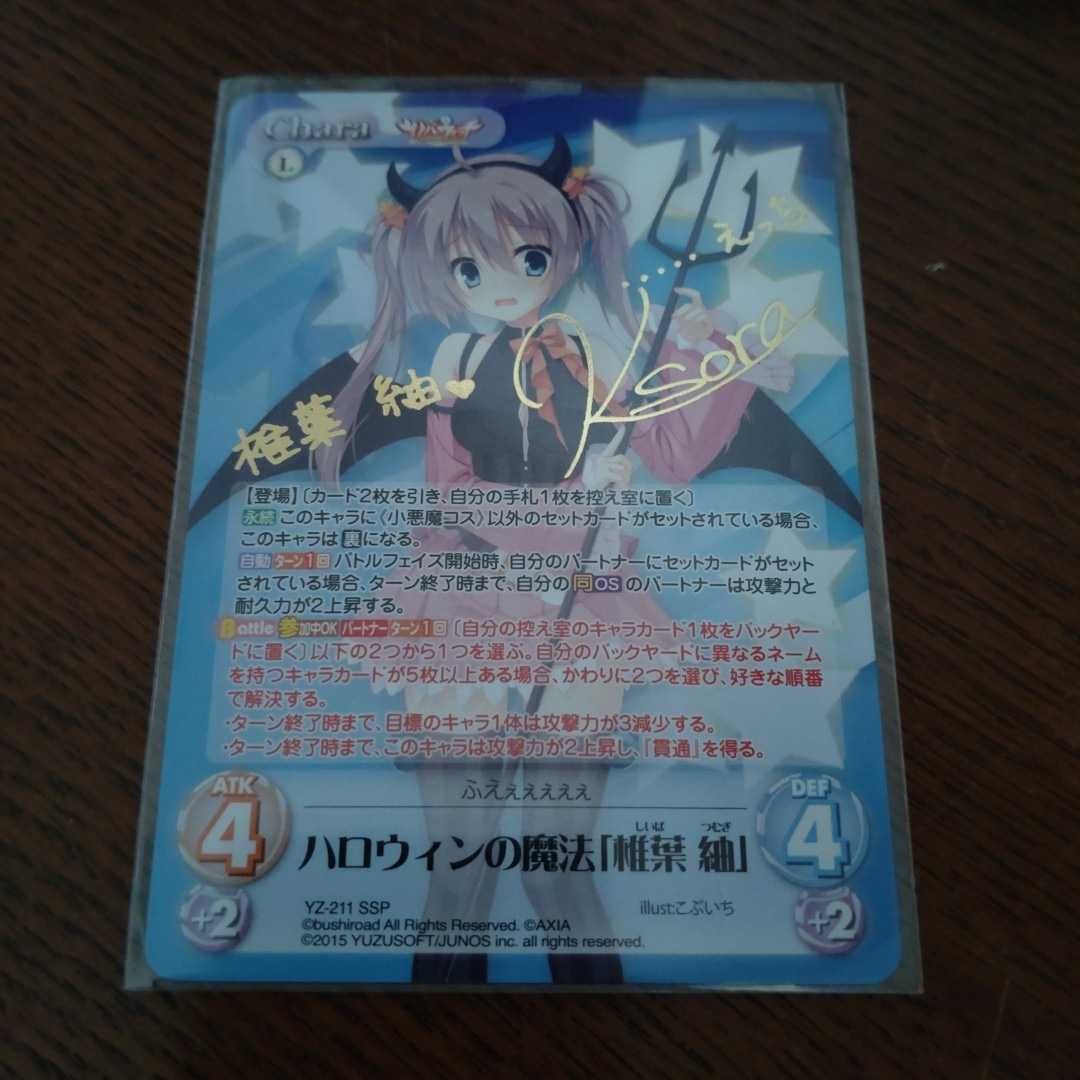 Chara サノバウィッチ
L
えっち
Ksora
椎葉 紬♥
【登場】〔カード2枚を引き、自分の手札1枚を控え室に置く〕
永続 このキャラに〈小悪魔コス〉以外のセットカードがセットされている場合、
このキャラは 裏になる。
自動 ターン1回 バトルフェイズ開始時、自分のパートナーにセットカードがセット
されている場合、ターン終了時まで、自分の 同OS のパートナーは攻撃力と
耐久力が2上昇する。
Battle 参加中OK パートナー ターン1回 〔自分の控え室のキャラカード1枚をバックヤー
ドに置く〕以下の2つから1つを選ぶ。自分のバックヤードに異なるネーム
を持つキャラカードが5枚以上ある場合、かわりに2つを選び、好きな順番
で解決する。
・ターン終了時まで、目標のキャラ1体は攻撃力が3減少する。
・ターン終了時まで、このキャラは攻撃力が2上昇し、『貫通』を得る。
ATK
4
+2
ふえぇぇぇぇぇ
しいば つむぎ
ハロウィンの魔法「椎葉 紬」
DEF
4
+2
YZ-211 SSP
illust:こぶいち
©bushiroad All Rights Reserved. ©AXIA
©2015 YUZUSOFT/JUNOS inc. all rights reserved.